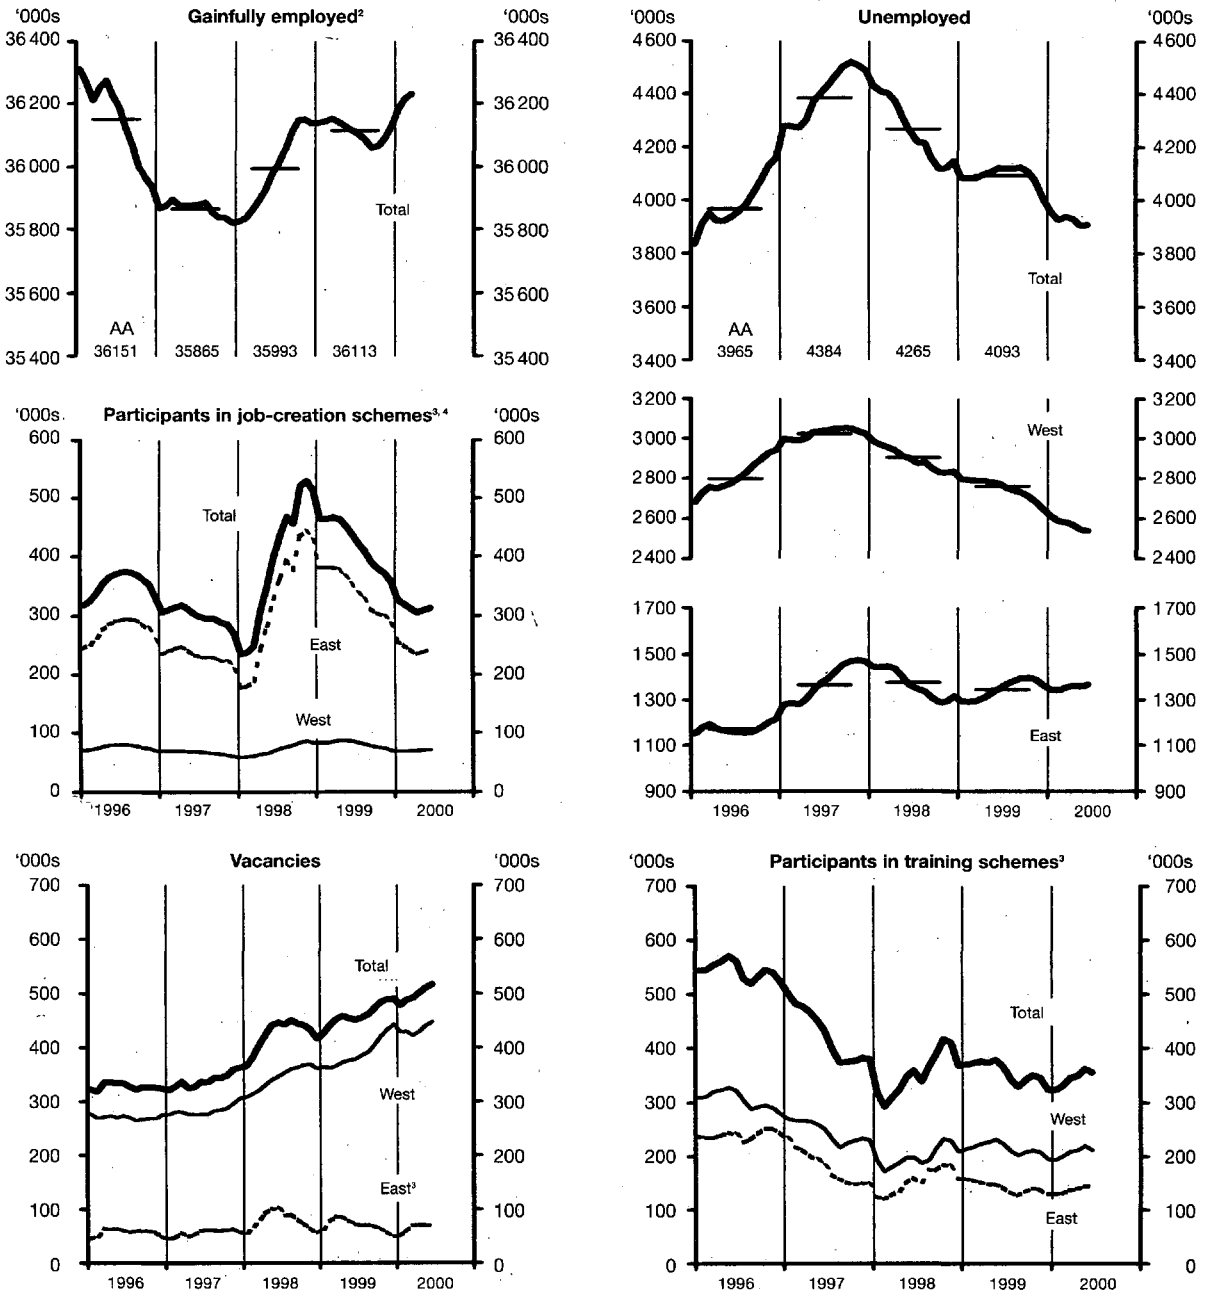 Gainfully employed²
'000s
'000s
36 400
36 200
36 000
35 800
35 600
35 400
36 400
36 200
36 000
35 800
35 600
35 400
Total
AA
36151 35865 35993 36113
Unemployed
'000s
'000s
4600
4400
4200
4000
3800
3600
3400
4600
4400
4200
4000
3800
3600
3400
Total
AA
3965 4384 4265 4093
3200
3000
2800
2600
2400
3200
3000
2800
2600
2400
West
1700
1500
1300
1100
900
1700
1500
1300
1100
900
East
1996 1997 1998 1999 2000
Participants in job-creation schemes³,⁴
'000s
'000s
600
500
400
300
200
100
0
600
500
400
300
200
100
0
Total
East
West
1996 1997 1998 1999 2000
Vacancies
'000s
'000s
700
600
500
400
300
200
100
0
700
600
500
400
300
200
100
0
Total
West
East³
1996 1997 1998 1999 2000
Participants in training schemes³
'000s
'000s
700
600
500
400
300
200
100
0
700
600
500
400
300
200
100
0
Total
West
East
1996 1997 1998 1999 2000